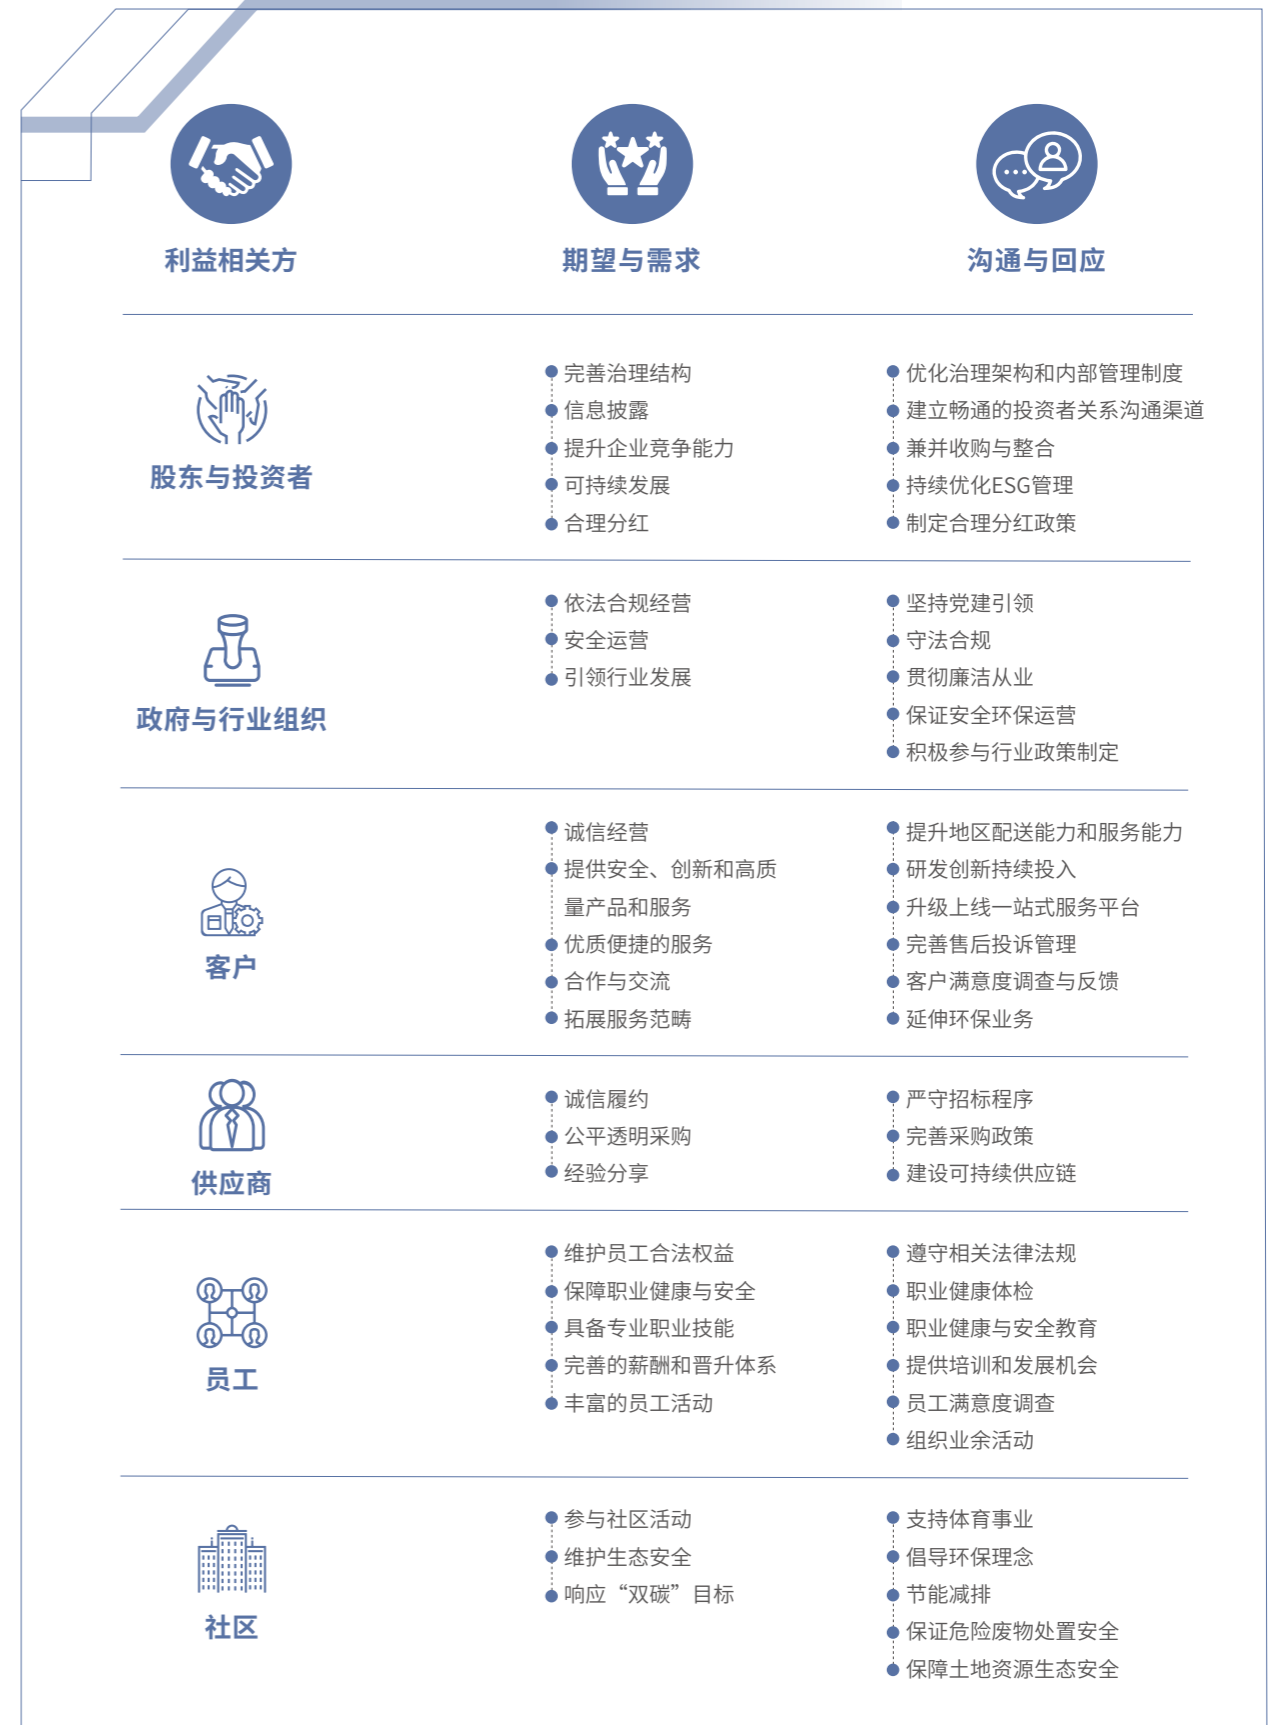 利益相关方
期望与需求
沟通与回应
股东与投资者
完善治理结构
信息披露
提升企业竞争能力
可持续发展
合理分红
优化治理架构和内部管理制度
建立畅通的投资者关系沟通渠道
兼并收购与整合
持续优化ESG管理
制定合理分红政策
政府与行业组织
依法合规经营
安全运营
引领行业发展
坚持党建引领
守法合规
贯彻廉洁从业
保证安全环保运营
积极参与行业政策制定
客户
诚信经营
提供安全、创新和高质
量产品和服务
优质便捷的服务
合作与交流
拓展服务范畴
提升地区配送能力和服务能力
研发创新持续投入
升级上线一站式服务平台
完善售后投诉管理
客户满意度调查与反馈
延伸环保业务
供应商
诚信履约
公平透明采购
经验分享
严守招标程序
完善采购政策
建设可持续供应链
员工
维护员工合法权益
保障职业健康与安全
具备专业职业技能
完善的薪酬和晋升体系
丰富的员工活动
遵守相关法律法规
职业健康体检
职业健康与安全教育
提供培训和发展机会
员工满意度调查
组织业余活动
社区
参与社区活动
维护生态安全
响应“双碳”目标
支持体育事业
倡导环保理念
节能减排
保证危险废物处置安全
保障土地资源生态安全